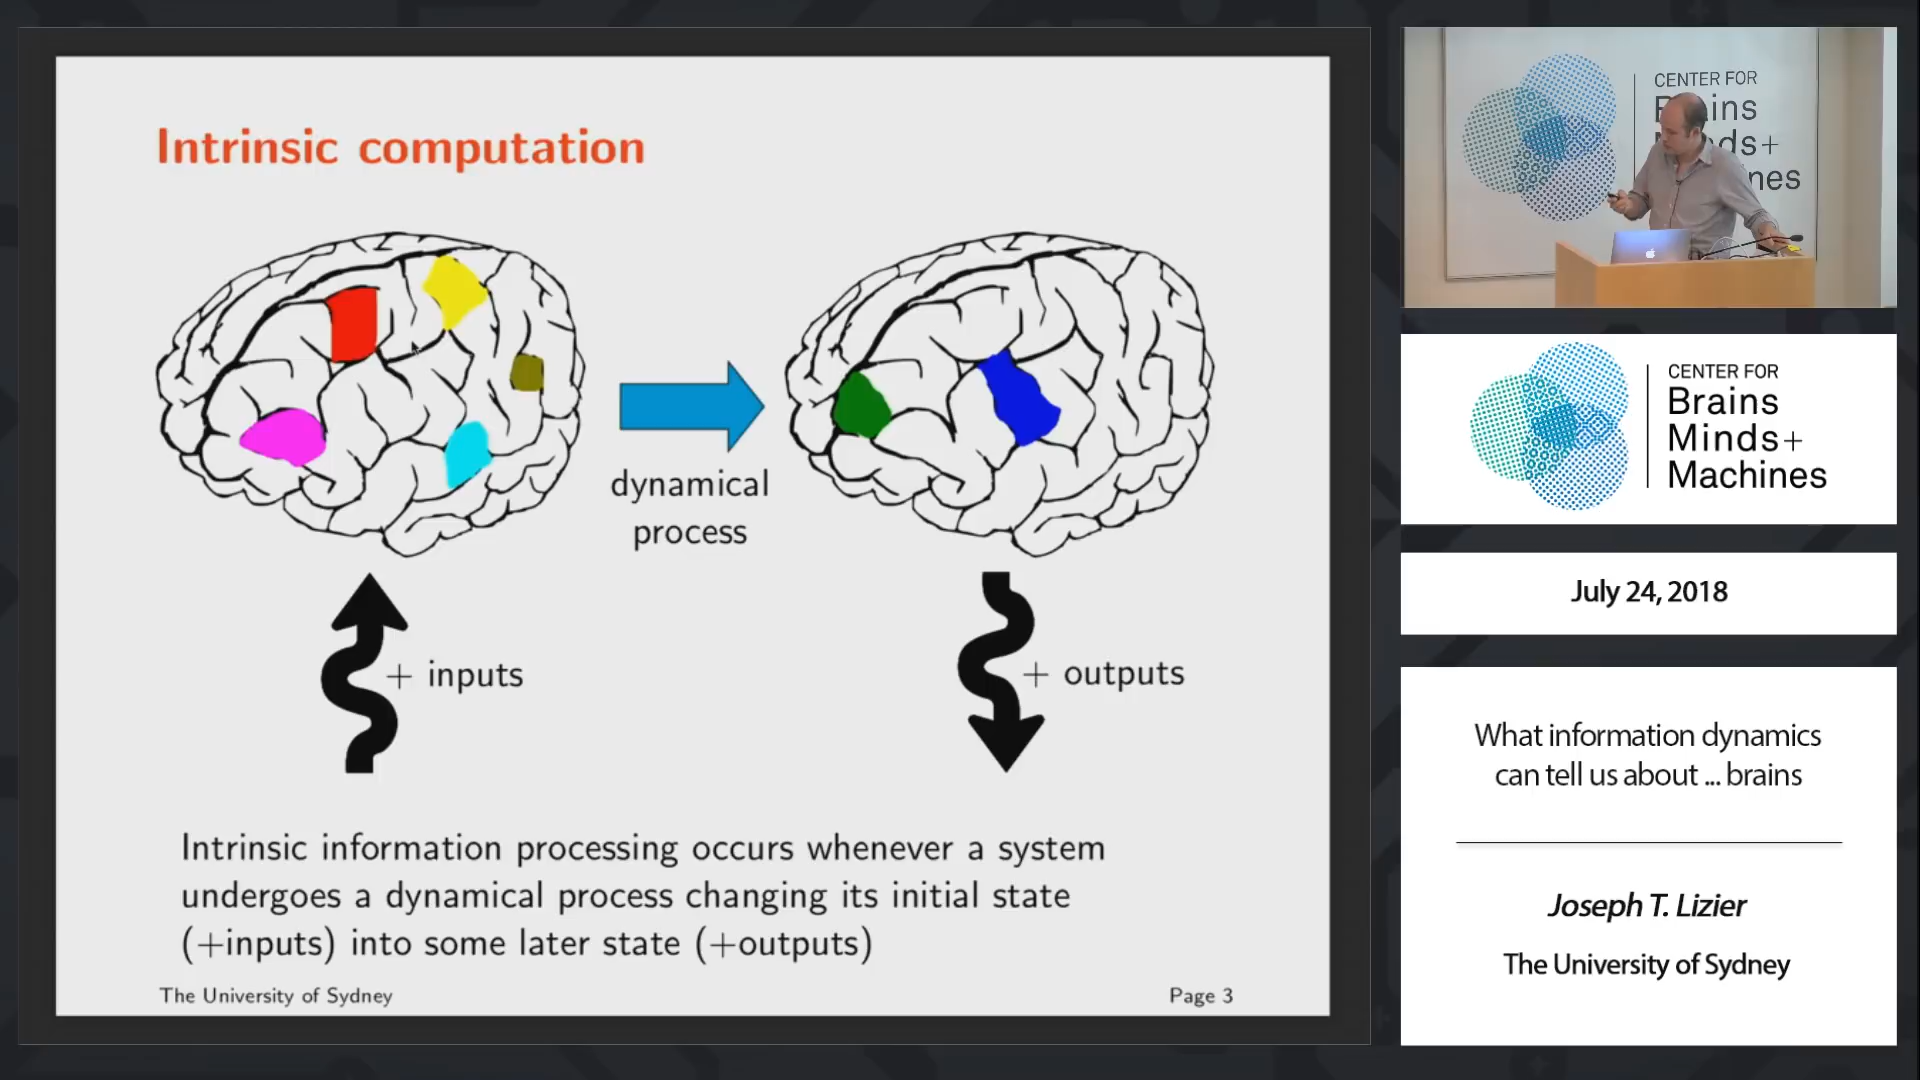 Intrinsic computation
dynamical
process
+ inputs
+ outputs
Intrinsic information processing occurs whenever a system
undergoes a dynamical process changing its initial state
(+inputs) into some later state (+outputs)
The University of Sydney
Page 3
CENTER FOR
Brains
Minds+
Machines
July 24, 2018
What information dynamics
can tell us about ... brains
Joseph T. Lizier
The University of Sydney